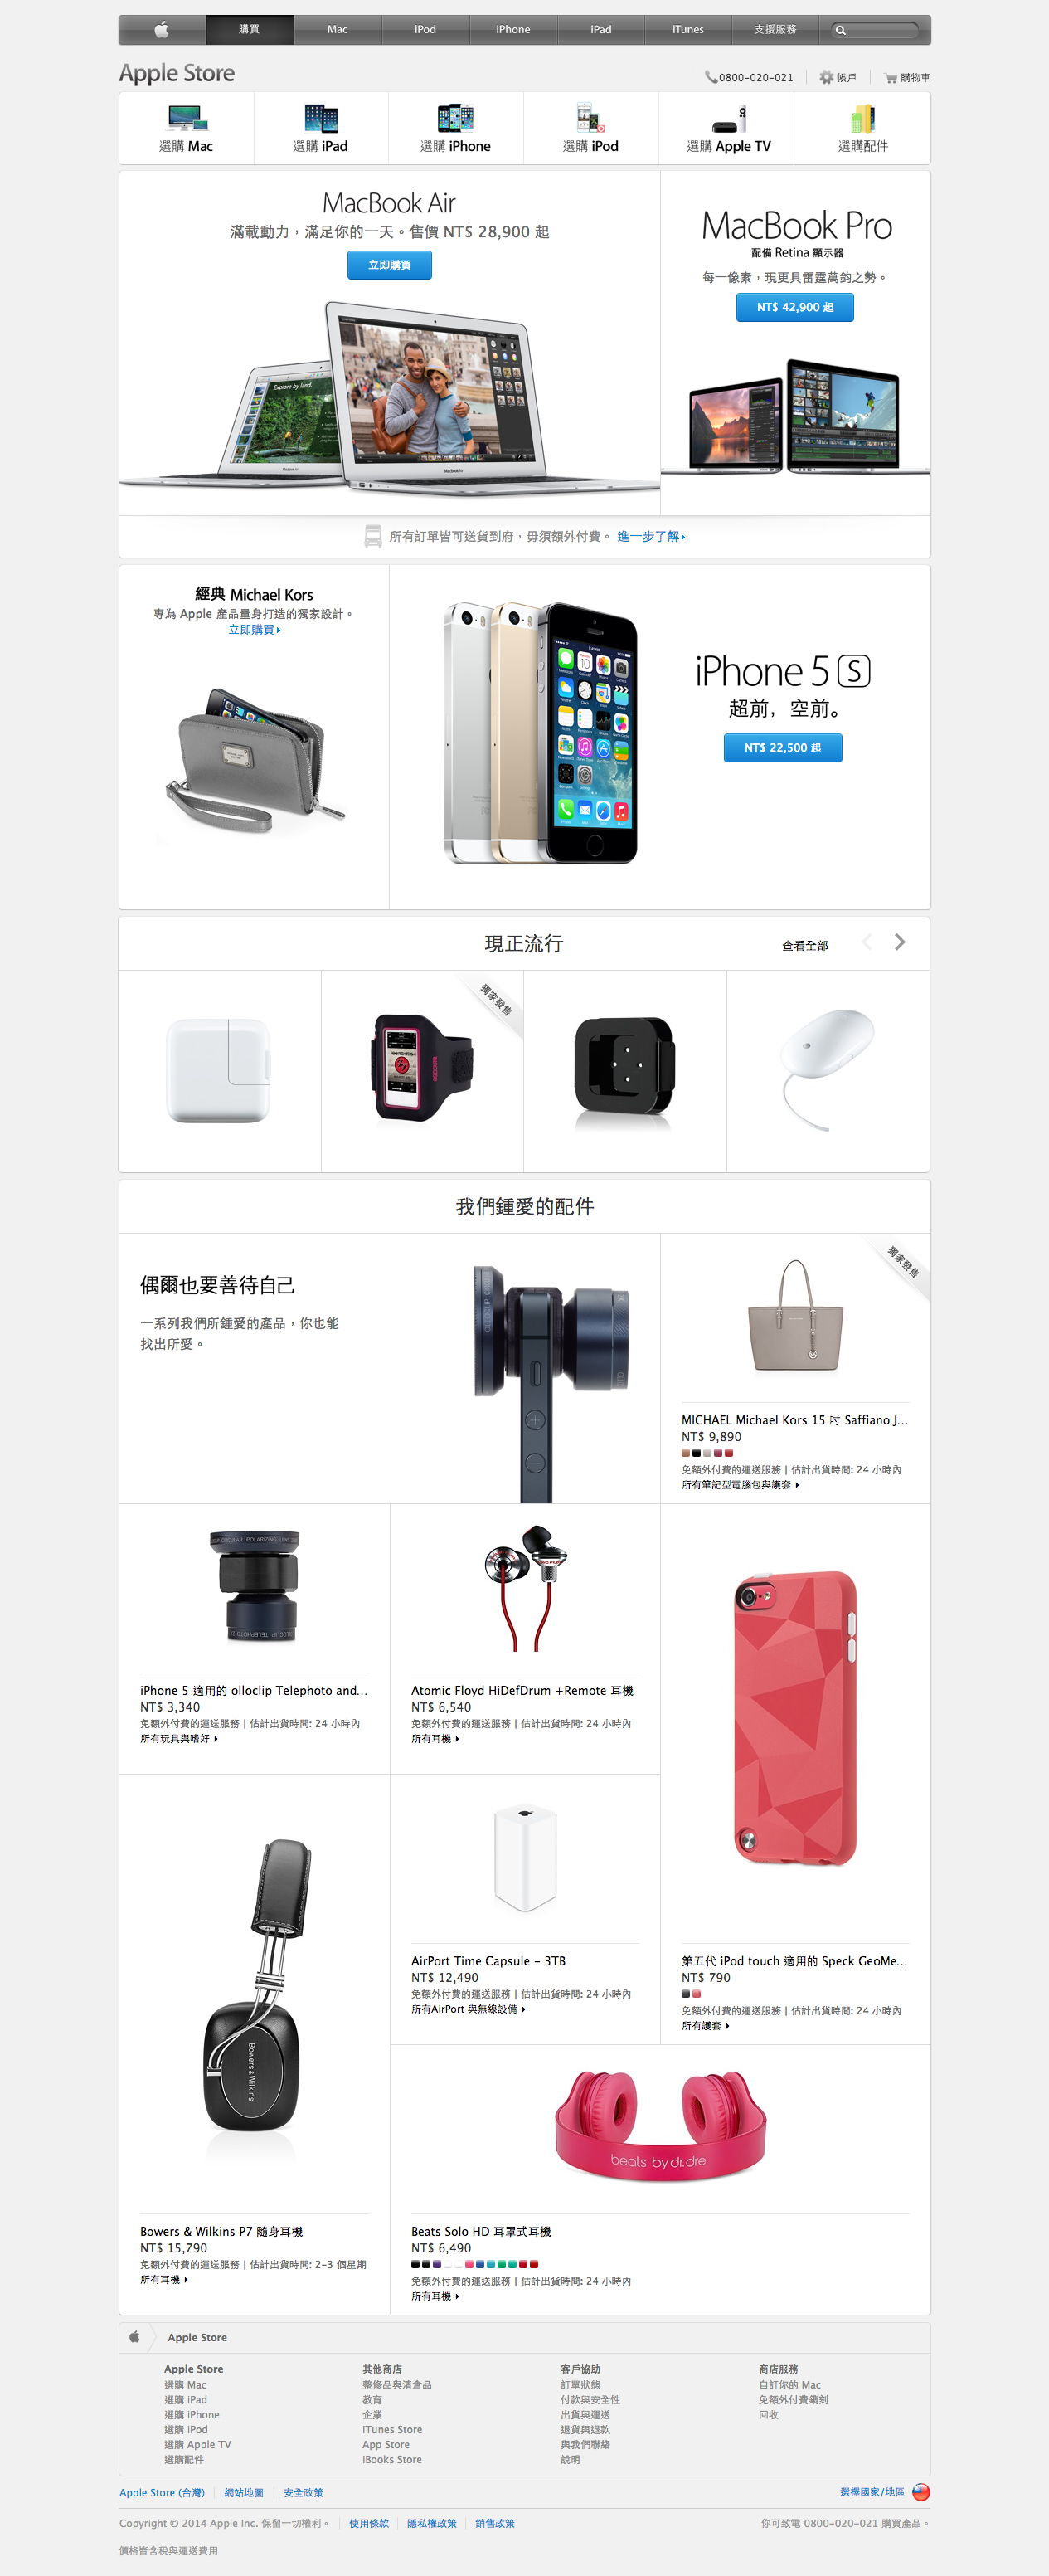 購買
Mac
iPod
iPhone
iPad
iTunes
支援服務
Apple Store
0800-020-021
帳戶
購物車
選購 Mac
選購 iPad
選購 iPhone
選購 iPod
選購 Apple TV
選購配件
MacBook Air
滿載動力，滿足你的一天。售價 NT$ 28,900 起
立即購買
Explore by land.
MacBook Air
MacBook Pro
配備 Retina 顯示器
每一像素，現更具雷霆萬鈞之勢。
NT$ 42,900 起
所有訂單皆可送貨到府，毋須額外付費。 進一步了解
經典 Michael Kors
專為 Apple 產品量身打造的獨家設計。
立即購買
iPhone 5 S
超前，空前。
NT$ 22,500 起
現正流行
查看全部
獨家發售
我們鍾愛的配件
偶爾也要善待自己
一系列我們所鍾愛的產品，你也能
找出所愛。
獨家發售
MICHAEL Michael Kors 15 吋 Saffiano J...
NT$ 9,890
免額外付費的運送服務 | 估計出貨時間: 24 小時內
所有筆記型電腦包與護套
iPhone 5 適用的 olloclip Telephoto and...
NT$ 3,340
免額外付費的運送服務 | 估計出貨時間: 24 小時內
所有玩具與嗜好
Atomic Floyd HiDefDrum +Remote 耳機
NT$ 6,540
免額外付費的運送服務 | 估計出貨時間: 24 小時內
所有耳機
AirPort Time Capsule - 3TB
NT$ 12,490
免額外付費的運送服務 | 估計出貨時間: 24 小時內
所有AirPort 與無線設備
第五代 iPod touch 適用的 Speck GeoMe...
NT$ 790
免額外付費的運送服務 | 估計出貨時間: 24 小時內
所有護套
Bowers & Wilkins
beats by dr. dre
Bowers & Wilkins P7 隨身耳機
NT$ 15,790
免額外付費的運送服務 | 估計出貨時間: 2-3 個星期
所有耳機
Beats Solo HD 耳罩式耳機
NT$ 6,490
免額外付費的運送服務 | 估計出貨時間: 24 小時內
所有耳機
Apple Store
Apple Store
選購 Mac
選購 iPad
選購 iPhone
選購 iPod
選購 Apple TV
選購配件
其他商店
整修品與清倉品
教育
企業
iTunes Store
App Store
iBooks Store
客戶協助
訂單狀態
付款與安全性
出貨與運送
退貨與退款
與我們聯絡
說明
商店服務
自訂你的 Mac
免額外付費鐫刻
回收
Apple Store (台灣)
網站地圖
安全政策
選擇國家/地區
Copyright © 2014 Apple Inc. 保留一切權利。
使用條款
隱私權政策
銷售政策
你可致電 0800-020-021 購買產品。
價格皆含稅與運送費用